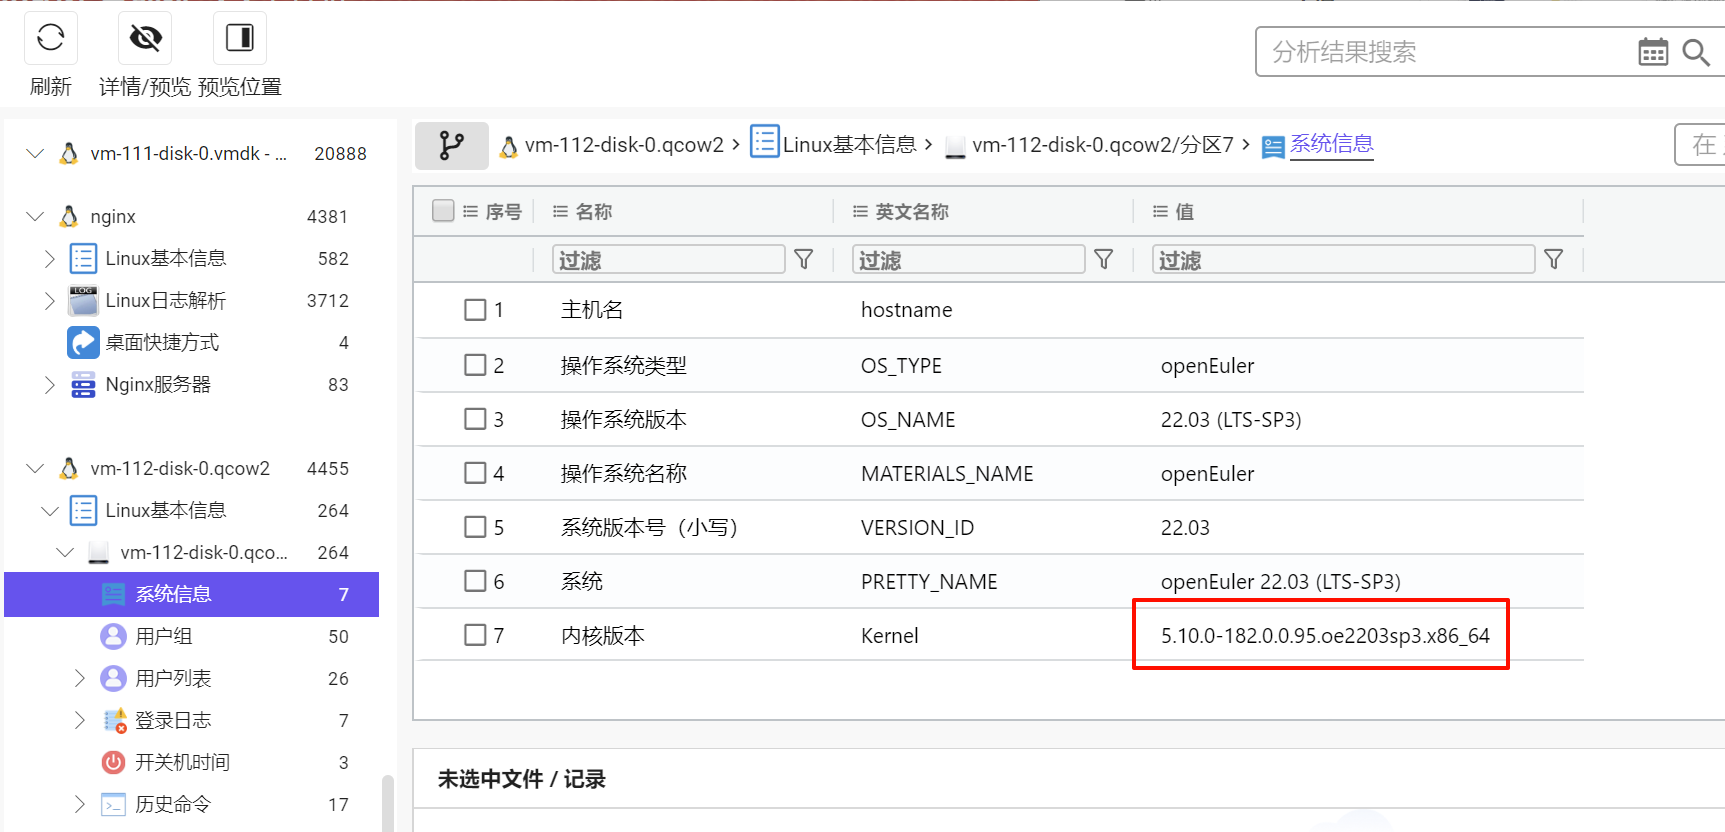 刷新
详情/预览
预览位置
分析结果搜索
vm-111-disk-0.vmdk - ... 20888
nginx 4381
Linux基本信息 582
Linux日志解析 3712
桌面快捷方式 4
Nginx服务器 83
vm-112-disk-0.qcow2 4455
Linux基本信息 264
vm-112-disk-0.qco... 264
系统信息 7
用户组 50
用户列表 26
登录日志 7
开关机时间 3
历史命令 17
vm-112-disk-0.qcow2 > Linux基本信息 > vm-112-disk-0.qcow2/分区7 > 系统信息
在
序号 名称 英文名称 值
过滤 过滤 过滤
1 主机名 hostname
2 操作系统类型 OS_TYPE openEuler
3 操作系统版本 OS_NAME 22.03 (LTS-SP3)
4 操作系统名称 MATERIALS_NAME openEuler
5 系统版本号（小写） VERSION_ID 22.03
6 系统 PRETTY_NAME openEuler 22.03 (LTS-SP3)
7 内核版本 Kernel 5.10.0-182.0.0.95.oe2203sp3.x86_64
未选中文件 / 记录